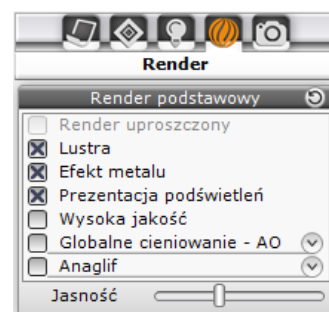 Render
Render podstawowy
Render uproszczony
Lustra
Efekt metalu
Prezentacja podświetleń
Wysoka jakość
Globalne cieniowanie - AO
Anaglif
Jasność